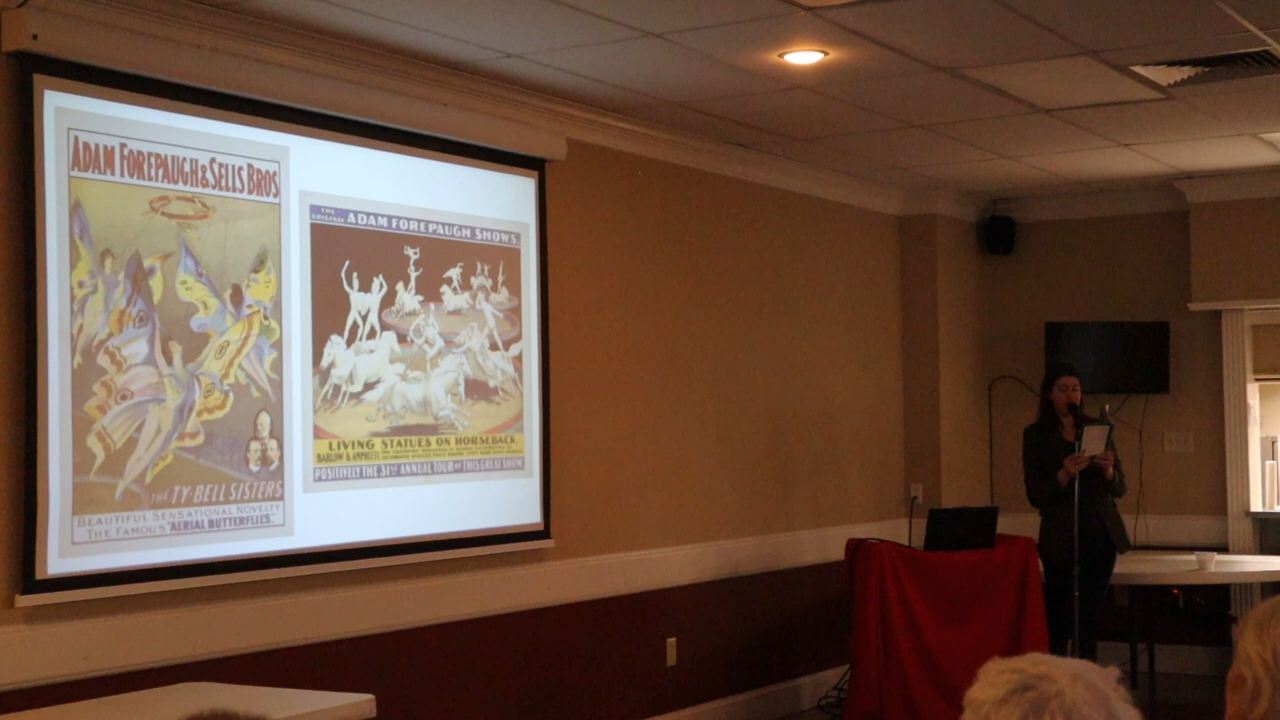 ADAM FOREPAUGH & SELLS BROS
THE TY-BELL SISTERS
BEAUTIFUL SENSATIONAL NOVELTY
THE FAMOUS "AERIAL BUTTERFLIES".
THE ORIGINAL ADAM FOREPAUGH SHOWS.
LIVING STATUES ON HORSEBACK.
POSITIVELY THE 31ST ANNUAL TOUR OF THIS GREAT SHOW.